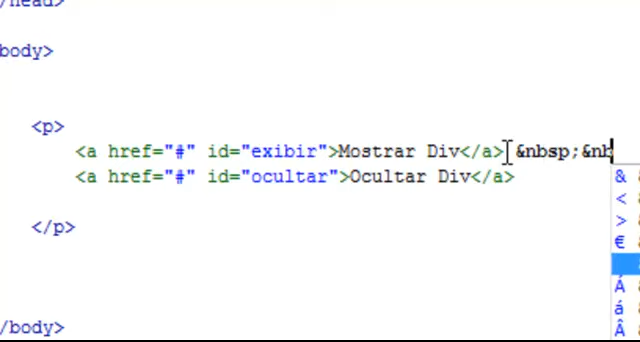 /head>
body>
<p>
<a href="#" id="exibir">Mostrar Div</a> &nbsp;&nb
<a href="#" id="ocultar">Ocultar Div</a>
&
<
>
€
</p>
Á
á
Â
/body>